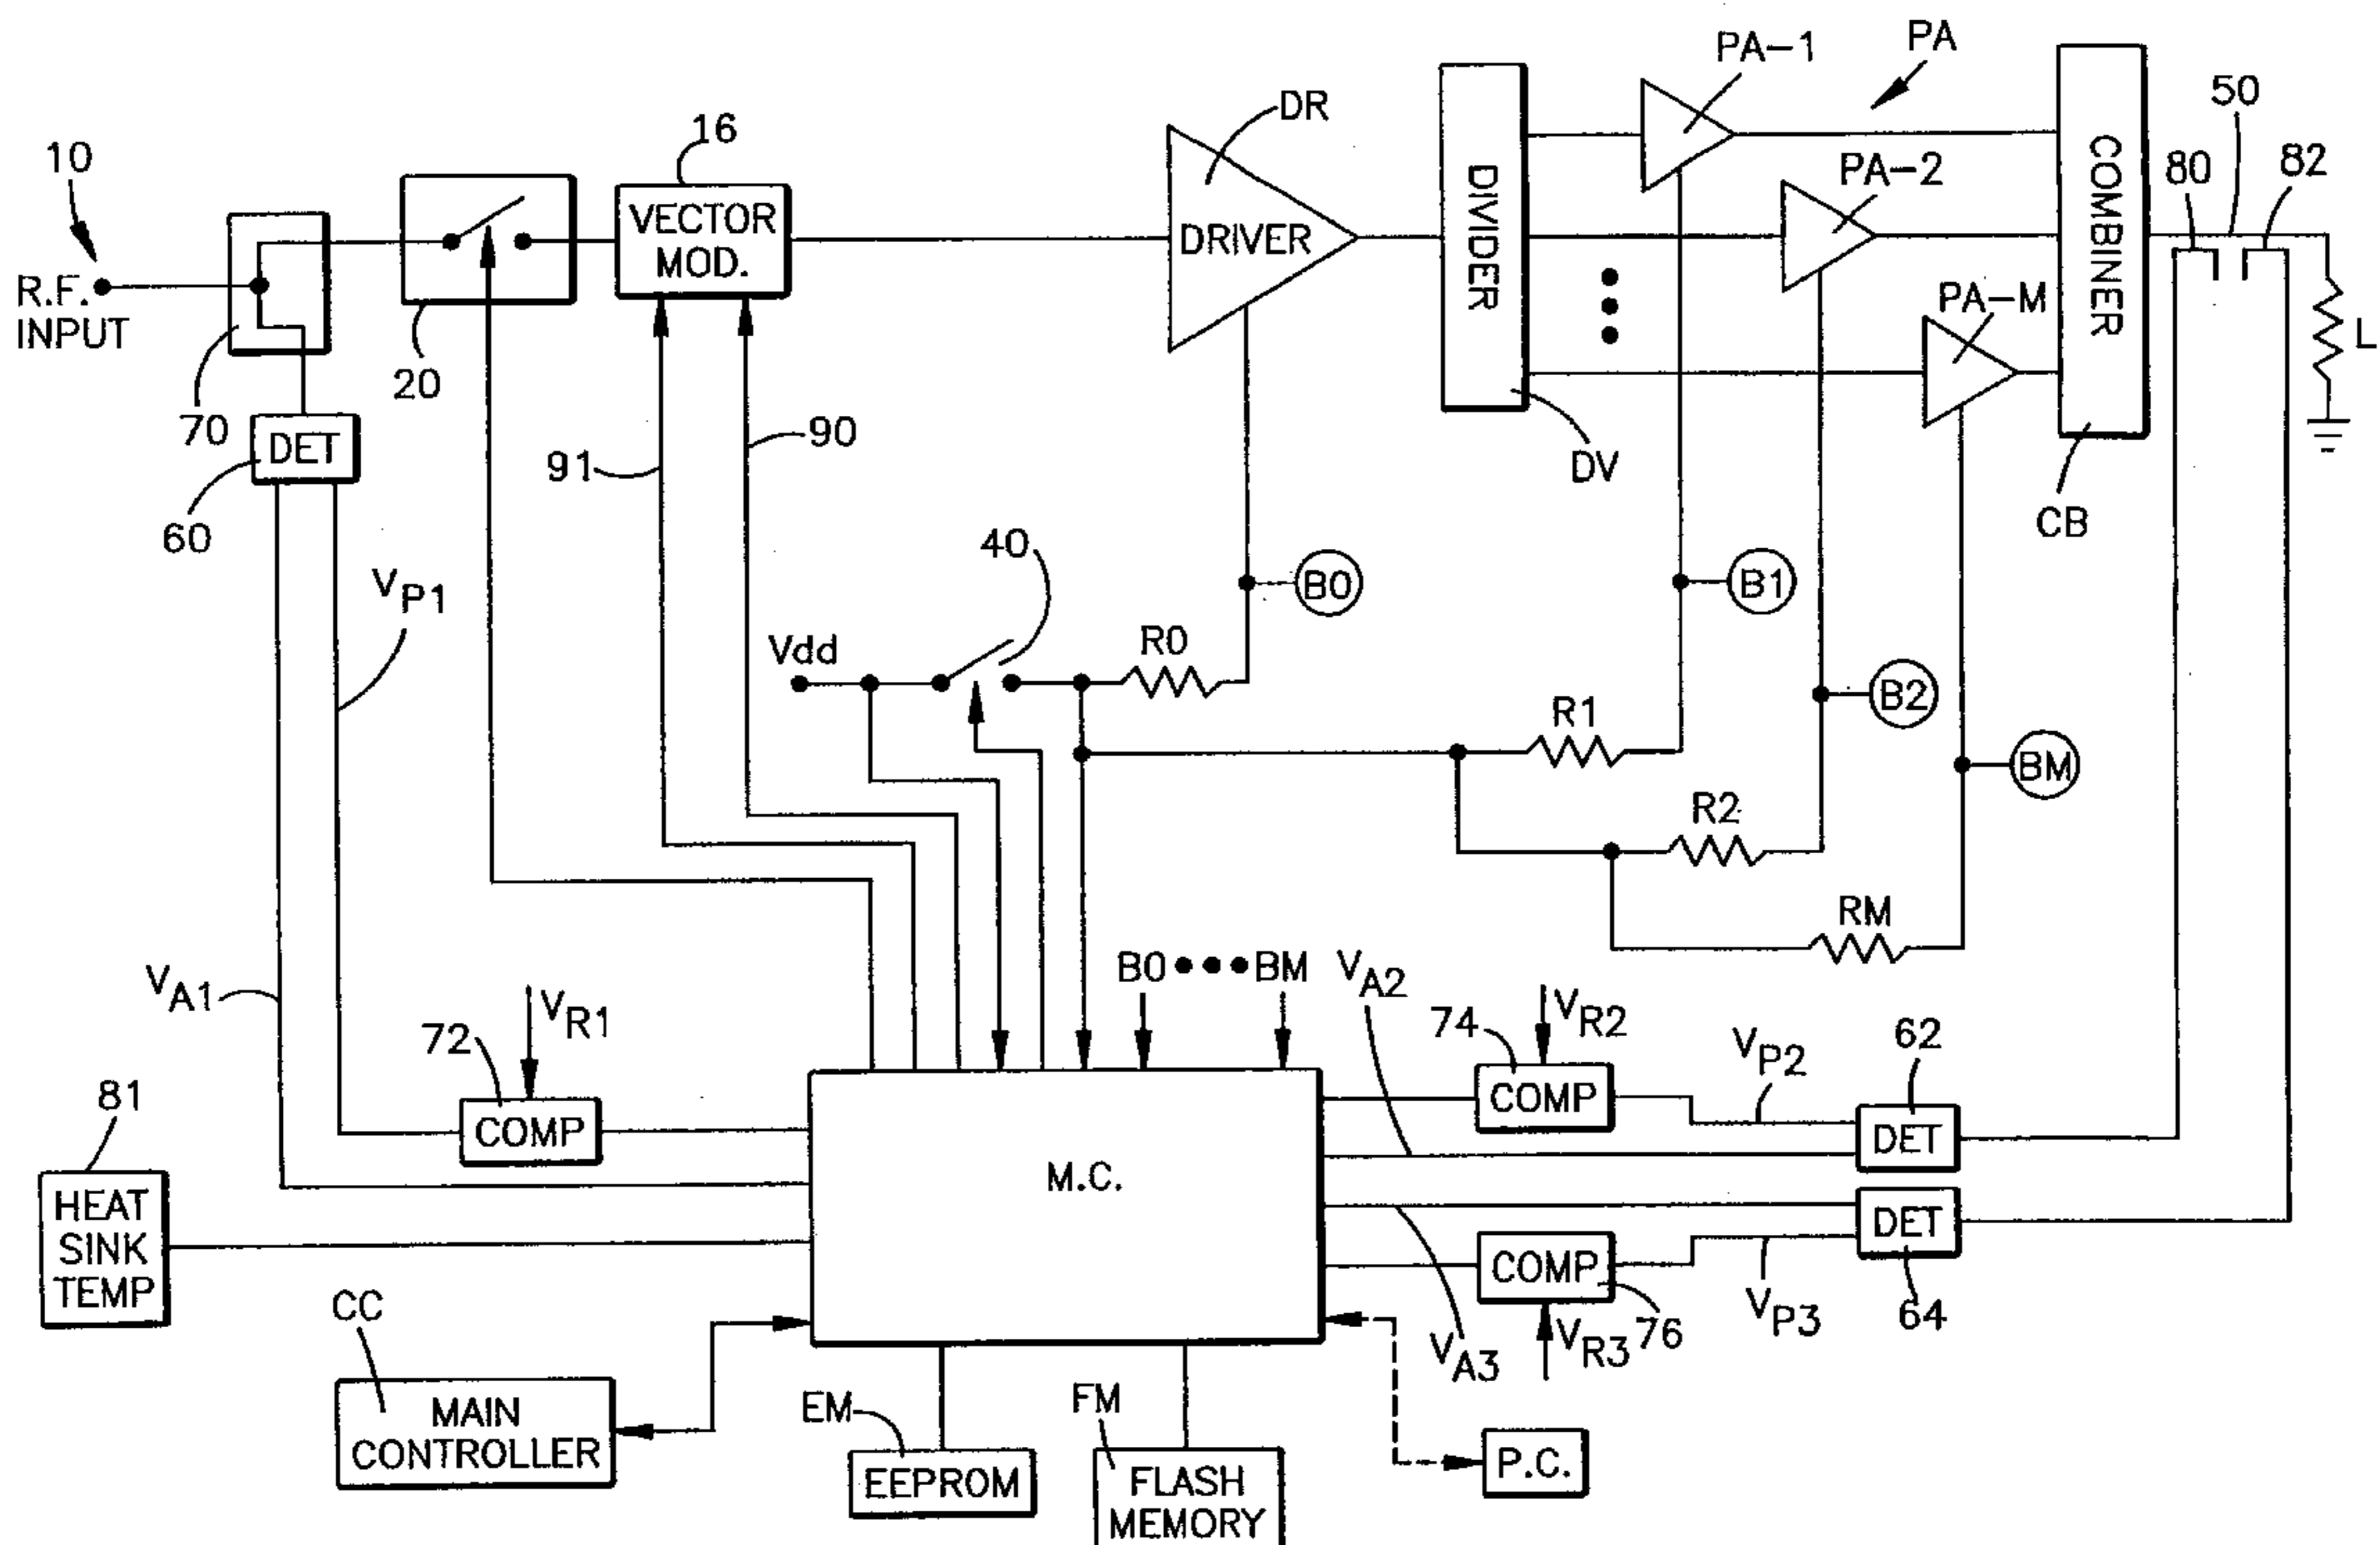 10
R.F.
INPUT
70
DET
60
20
16
VECTOR
MOD.
91
90
DR
DRIVER
DIVIDER
DV
PA-1
PA
PA-2
PA-M
COMBINER
CB
50
80
82
L
VP1
VA1
Vdd
40
R0
B0
B1
B2
BM
R1
R2
RM
B0 ••• BM
VR1
72
COMP
81
HEAT
SINK
TEMP
M.C.
VA2
74
VR2
COMP
VP2
62
DET
DET
64
VP3
COMP
76
VR3
VA3
CC
MAIN
CONTROLLER
EM
EEPROM
FM
FLASH
MEMORY
P.C.